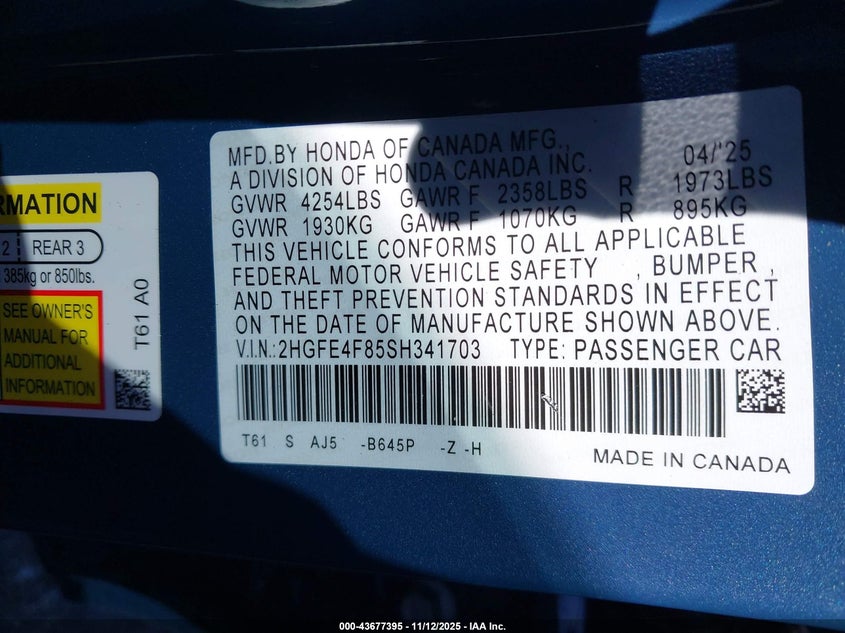 MFD.BY HONDA OF CANADA MFG., 04/'25
A DIVISION OF HONDA CANADA INC.
GVWR 4254LBS GAWR F 2358LBS R 1973LBS
GVWR 1930KG GAWR F 1070KG R 895KG
THIS VEHICLE CONFORMS TO ALL APPLICABLE
FEDERAL MOTOR VEHICLE SAFETY , BUMPER ,
AND THEFT PREVENTION STANDARDS IN EFFECT
ON THE DATE OF MANUFACTURE SHOWN ABOVE.
V.I.N.:2HGFE4F85SH341703 TYPE: PASSENGER CAR
T61 S AJ5 -B645P -Z -H
MADE IN CANADA
RMATION
2 REAR 3
385kg or 850lbs.
SEE OWNER'S
MANUAL FOR
ADDITIONAL
INFORMATION
T61 A0
000-43677395 - 11/12/2025 - IAA Inc.